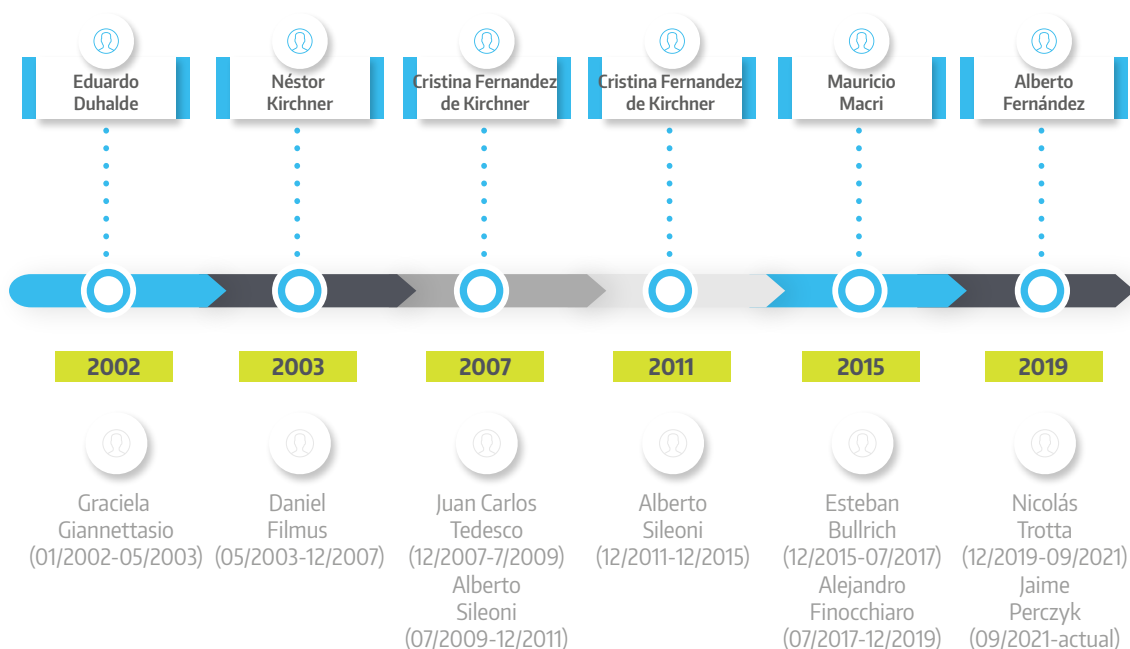 Eduardo
Duhalde
Néstor
Kirchner
Cristina Fernandez
de Kirchner
Cristina Fernandez
de Kirchner
Mauricio
Macri
Alberto
Fernández
2002
2003
2007
2011
2015
2019
Graciela
Giannettasio
(01/2002-05/2003)
Daniel
Filmus
(05/2003-12/2007)
Juan Carlos
Tedesco
(12/2007-7/2009)
Alberto
Sileoni
(07/2009-12/2011)
Alberto
Sileoni
(12/2011-12/2015)
Esteban
Bullrich
(12/2015-07/2017)
Alejandro
Finocchiaro
(07/2017-12/2019)
Nicolás
Trotta
(12/2019-09/2021)
Jaime
Perczyk
(09/2021-actual)